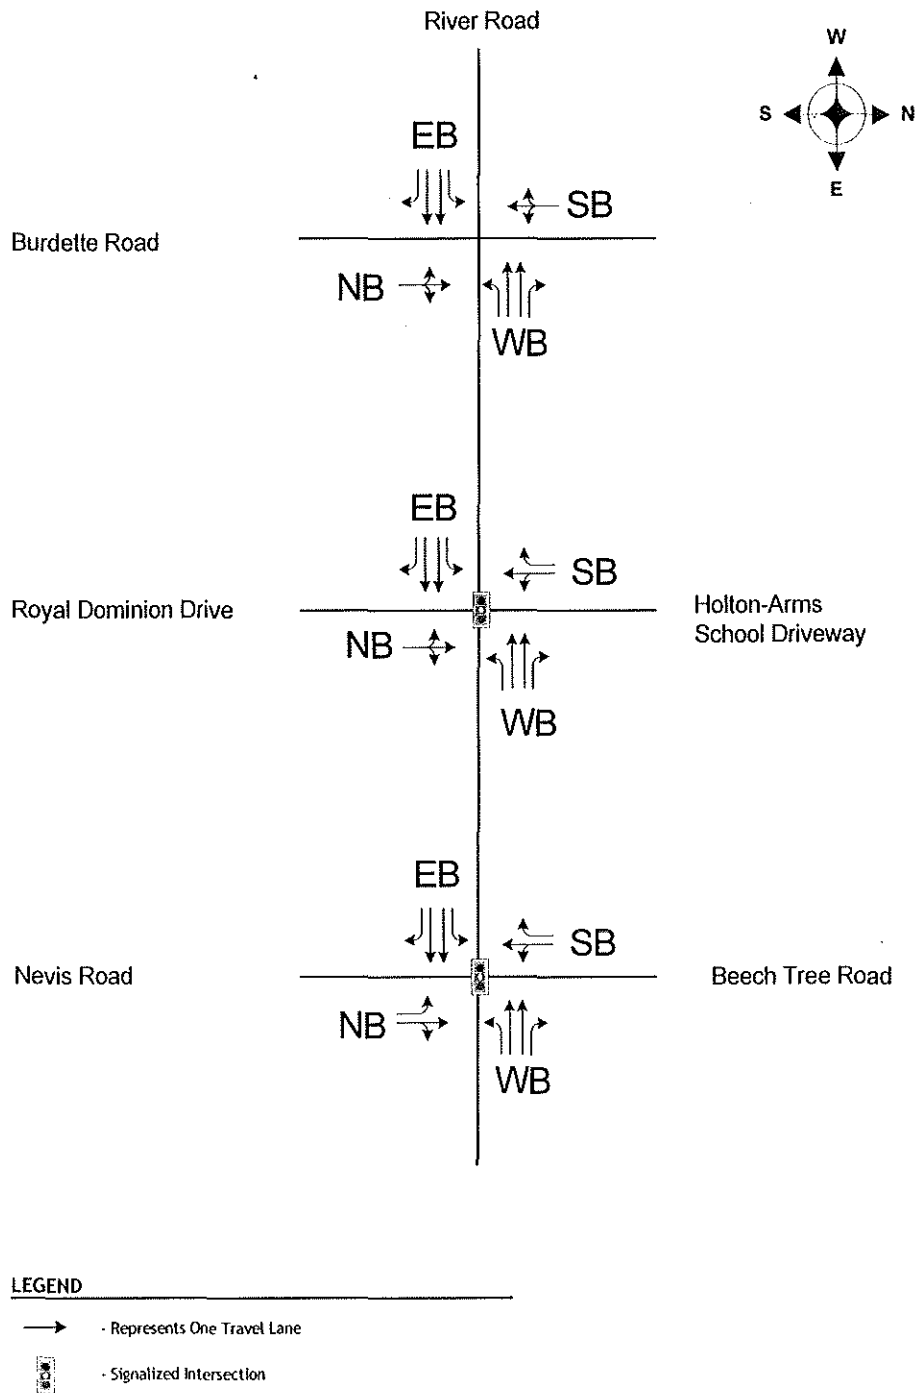 River Road
W
S
N
E
EB
SB
Burdette Road
NB
WB
EB
SB
Royal Dominion Drive
Holton-Arms
School Driveway
NB
WB
EB
SB
Nevis Road
Beech Tree Road
NB
WB
LEGEND
- Represents One Travel Lane
- Signalized Intersection